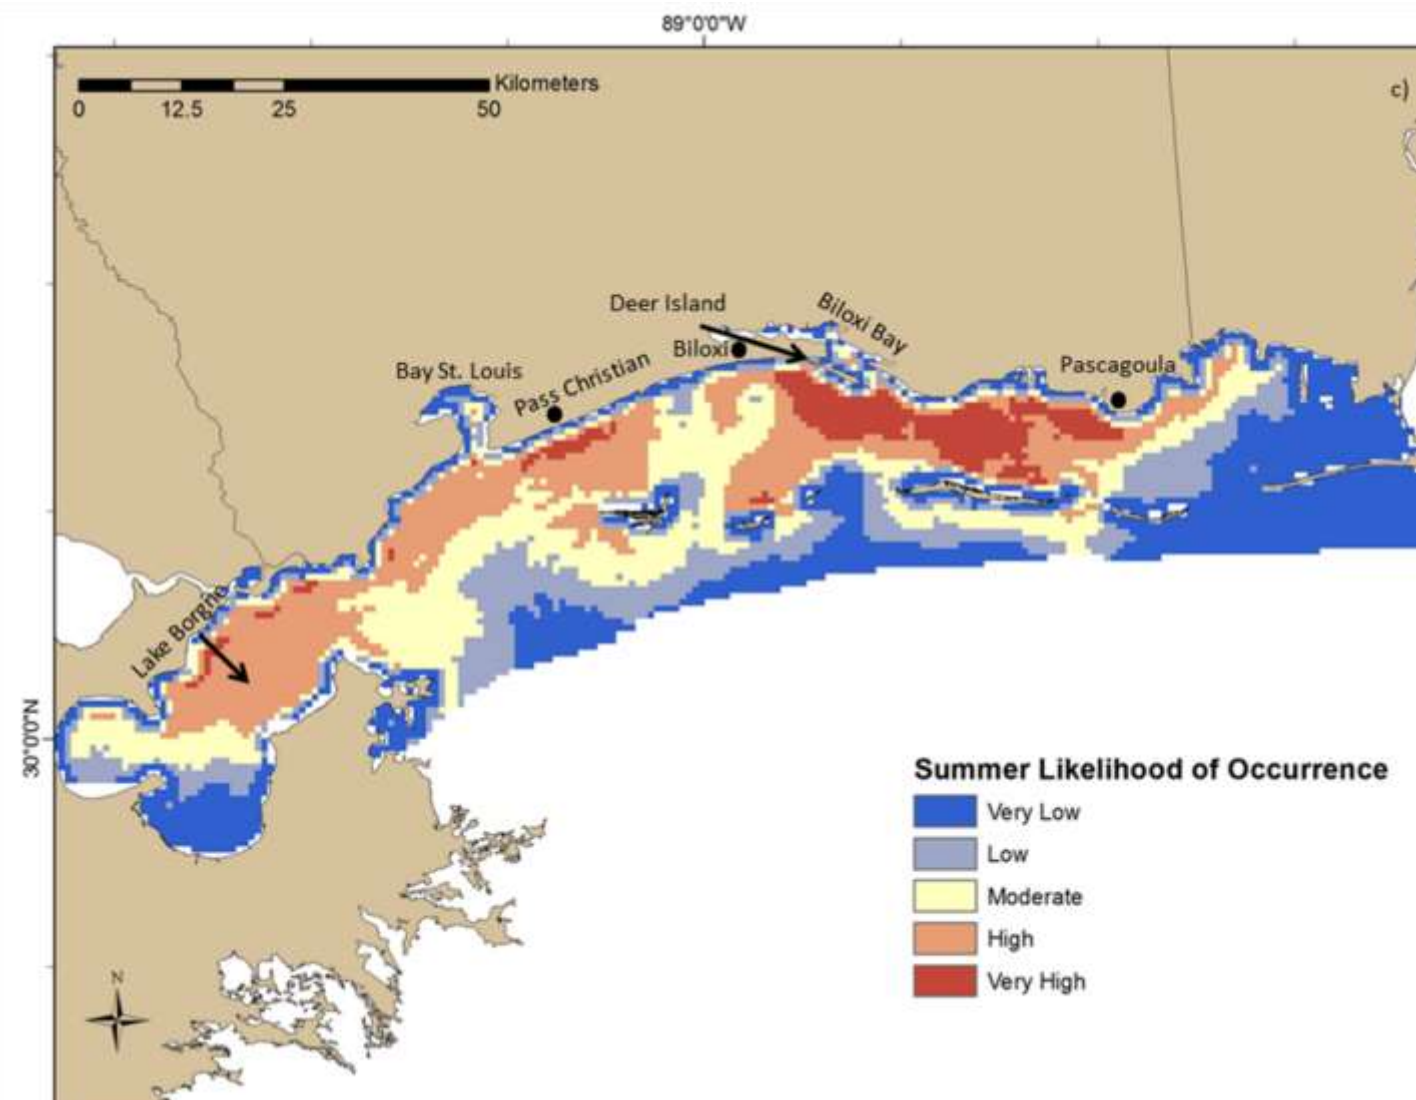 89°0'0"W
Kilometers
0 12.5 25 50
c)
Deer Island
Biloxi Bay
Biloxi
Pascagoula
Bay St. Louis
Pass Christian
Lake Borgne
30°0'0"N
Summer Likelihood of Occurrence
Very Low
Low
Moderate
High
Very High
N